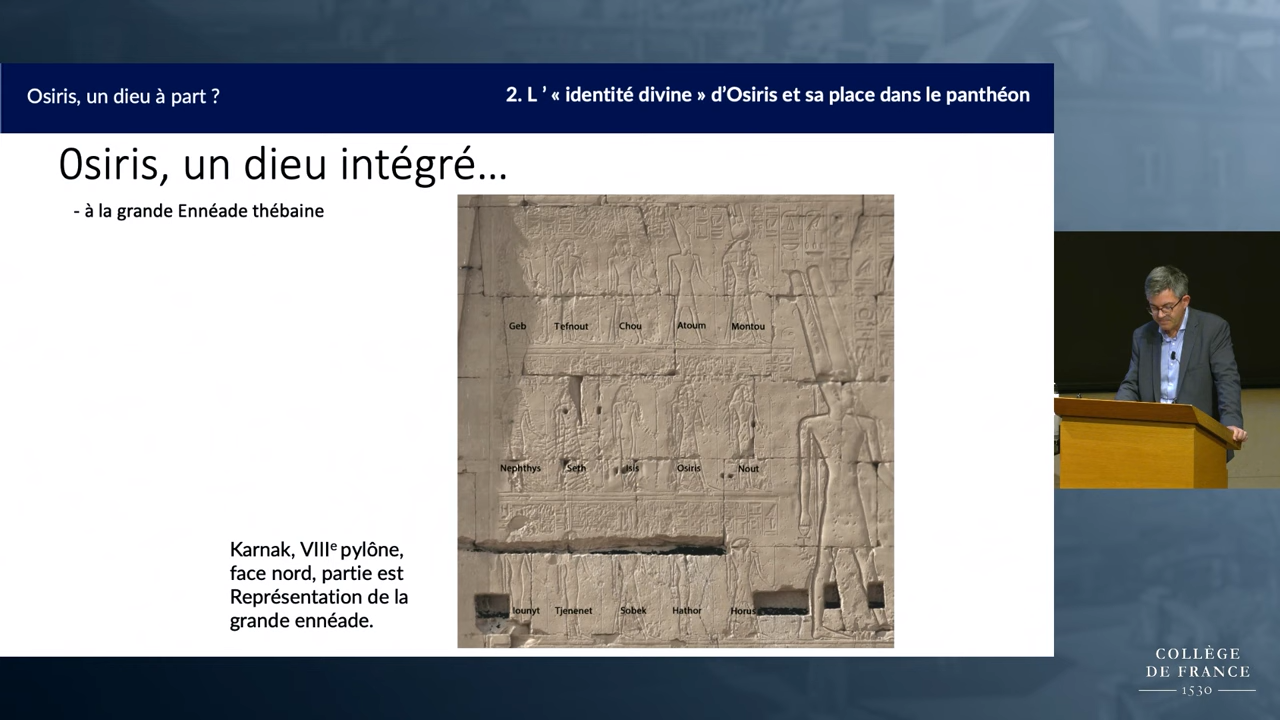 Osiris, un dieu à part ?
2. L ’ « identité divine » d’Osiris et sa place dans le panthéon
Osiris, un dieu intégré...
- à la grande Ennéade thébaine
Geb Tefnout Chou Atoum Montou
Nephthys Seth Isis Osiris Nout
Iounyt Tjenenet Sobek Hathor Horus
Karnak, VIIIe pylône,
face nord, partie est
Représentation de la
grande ennéade.
COLLÈGE
DE FRANCE
1530